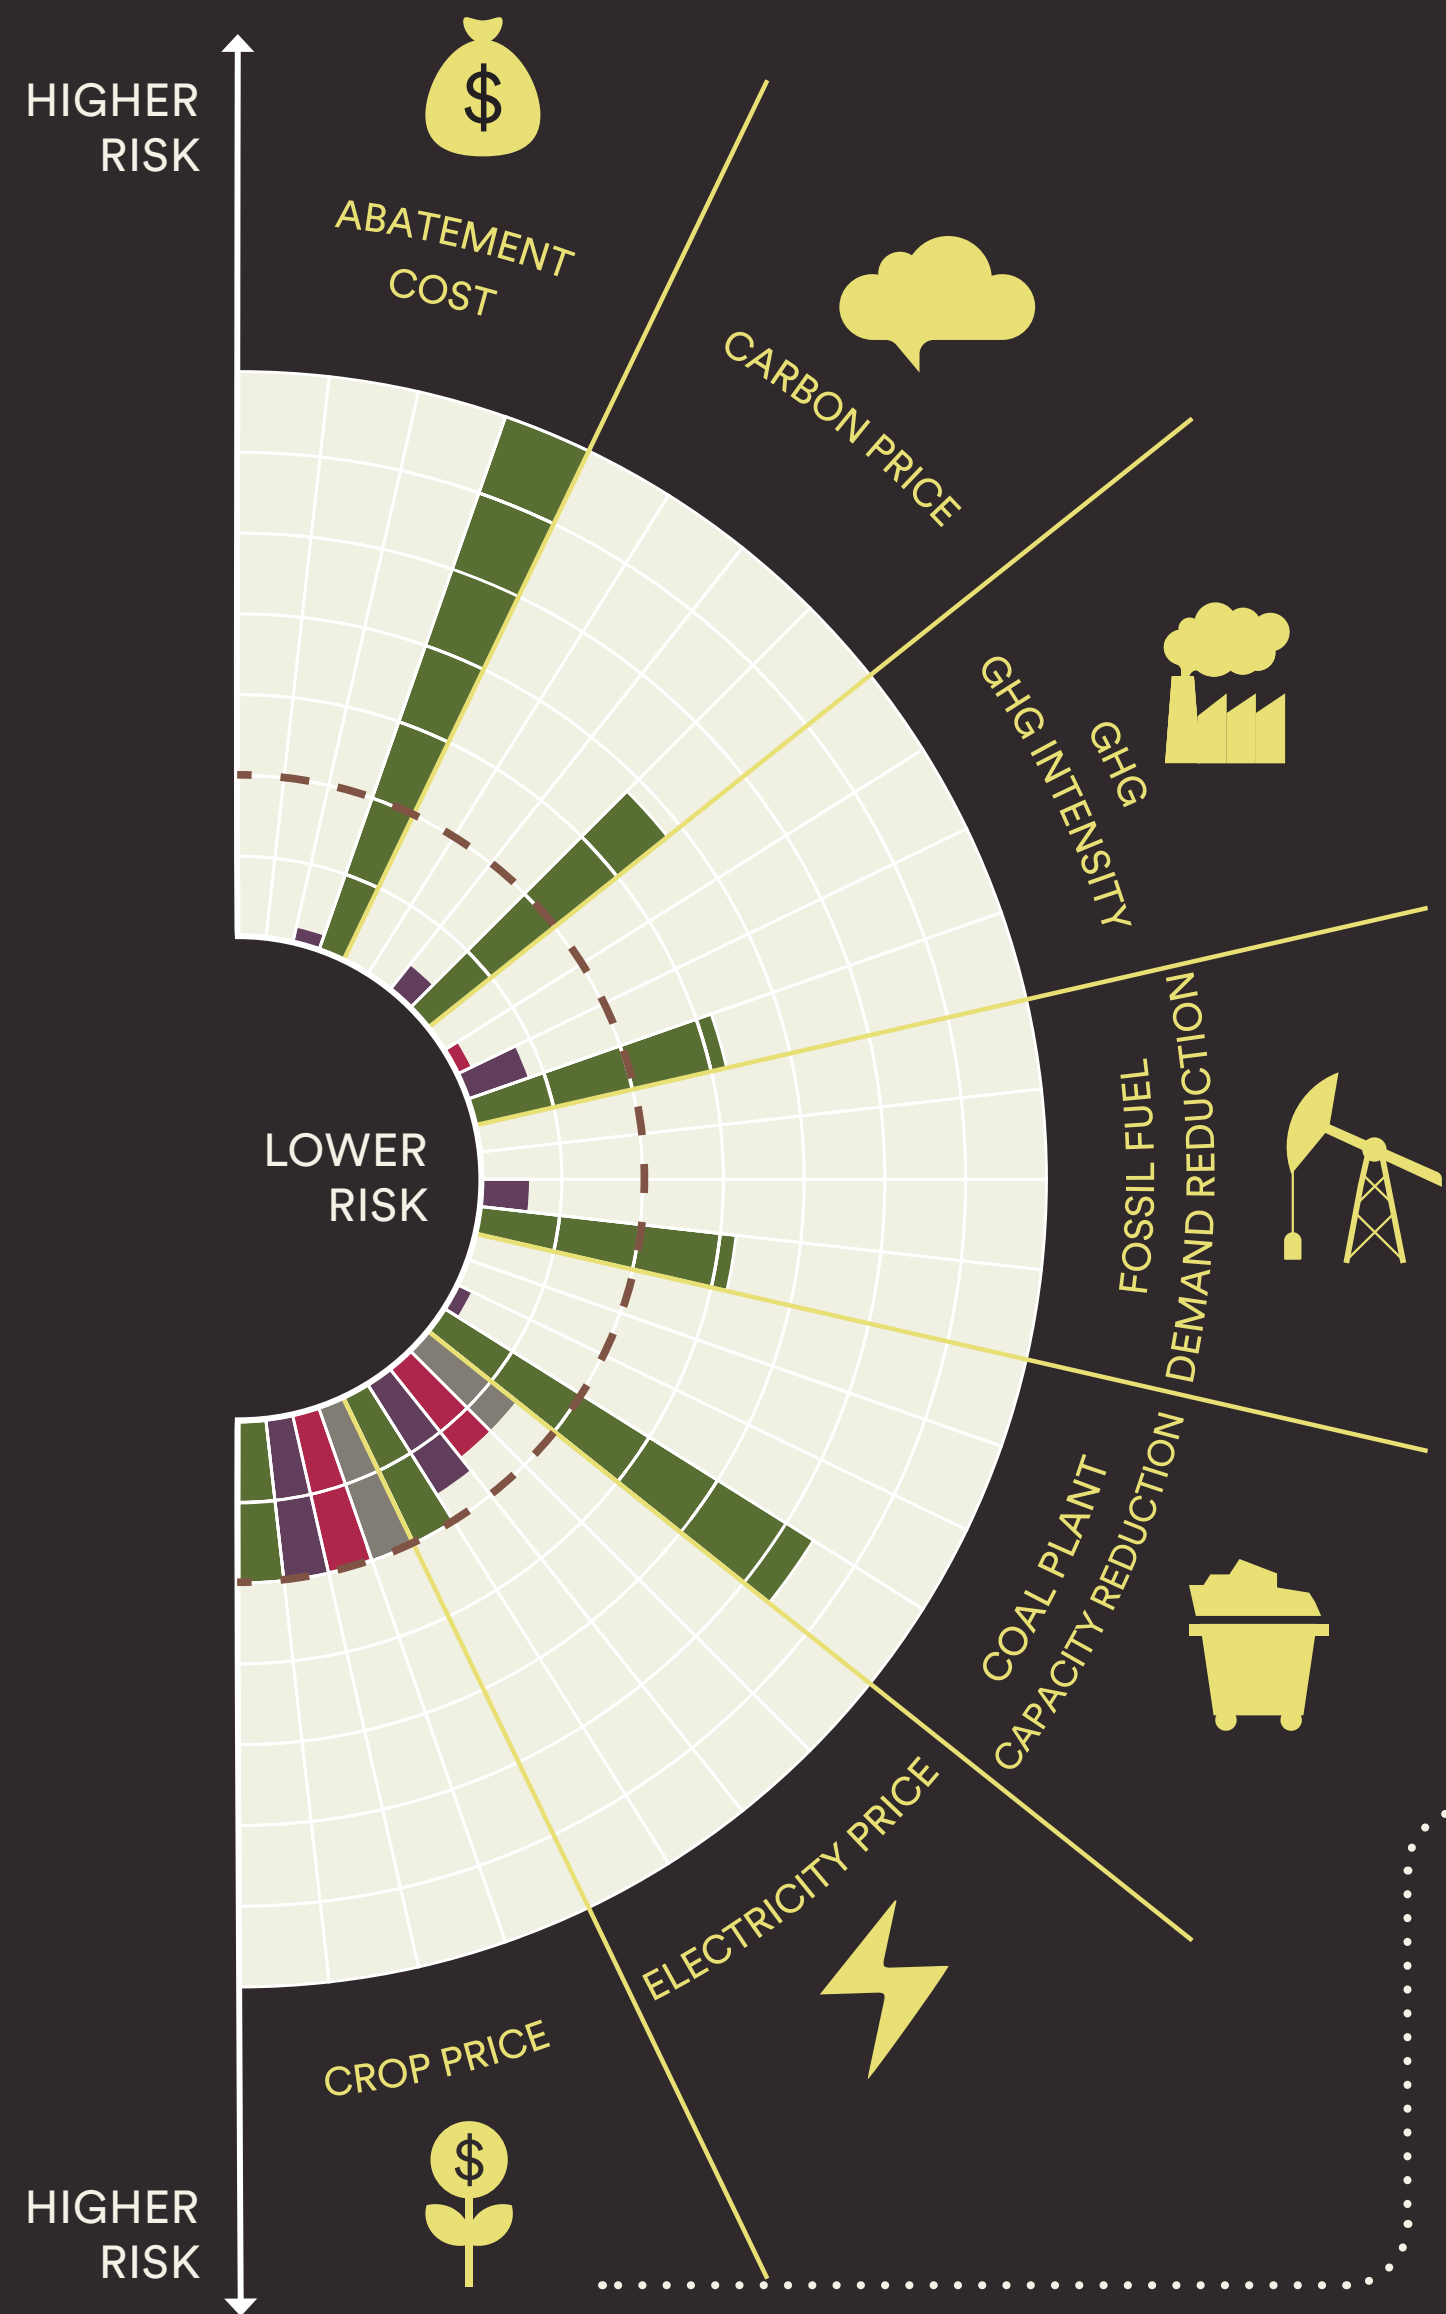 HIGHER
RISK
$
ABATEMENT
COST
CARBON PRICE
GHG
GHG INTENSITY
LOWER
RISK
FOSSIL FUEL
DEMAND REDUCTION
COAL PLANT
CAPACITY REDUCTION
ELECTRICITY PRICE
CROP PRICE
$
HIGHER
RISK